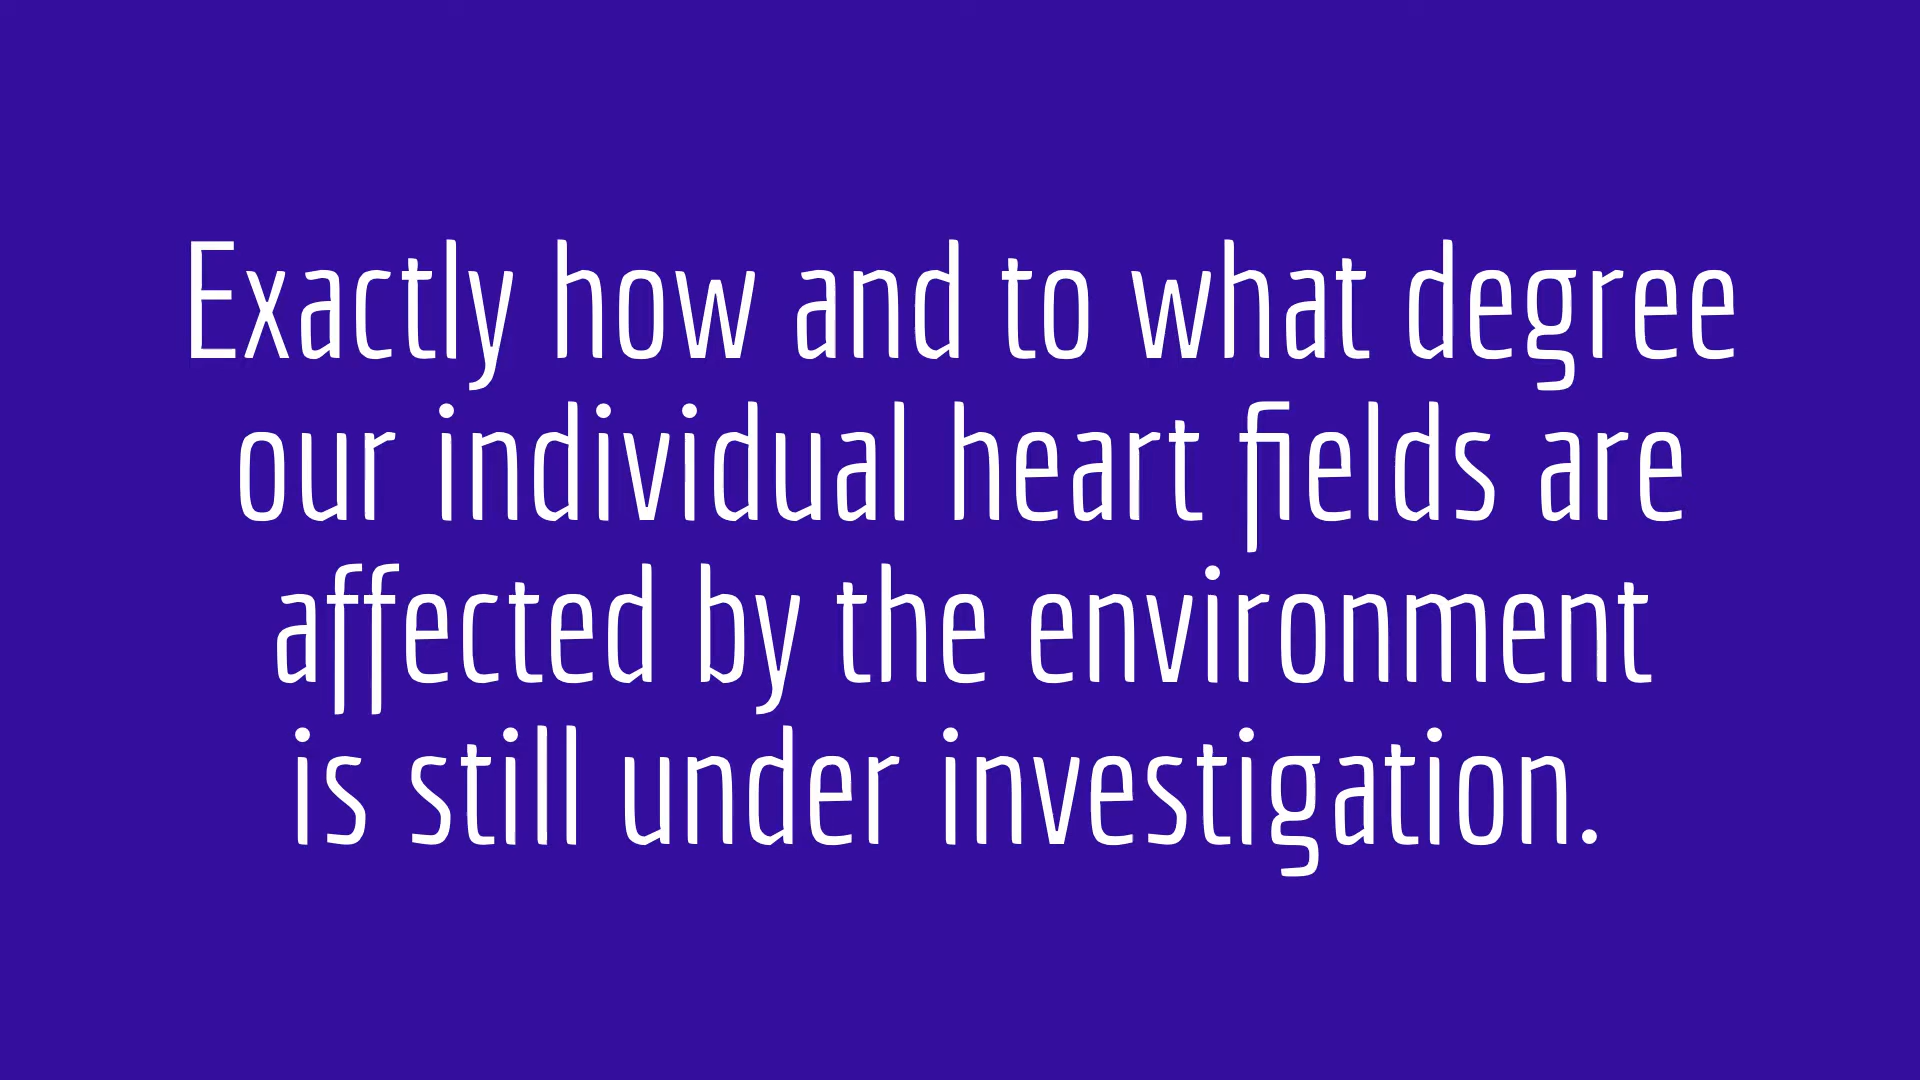 Exactly how and to what degree
our individual heart fields are
affected by the environment
is still under investigation.